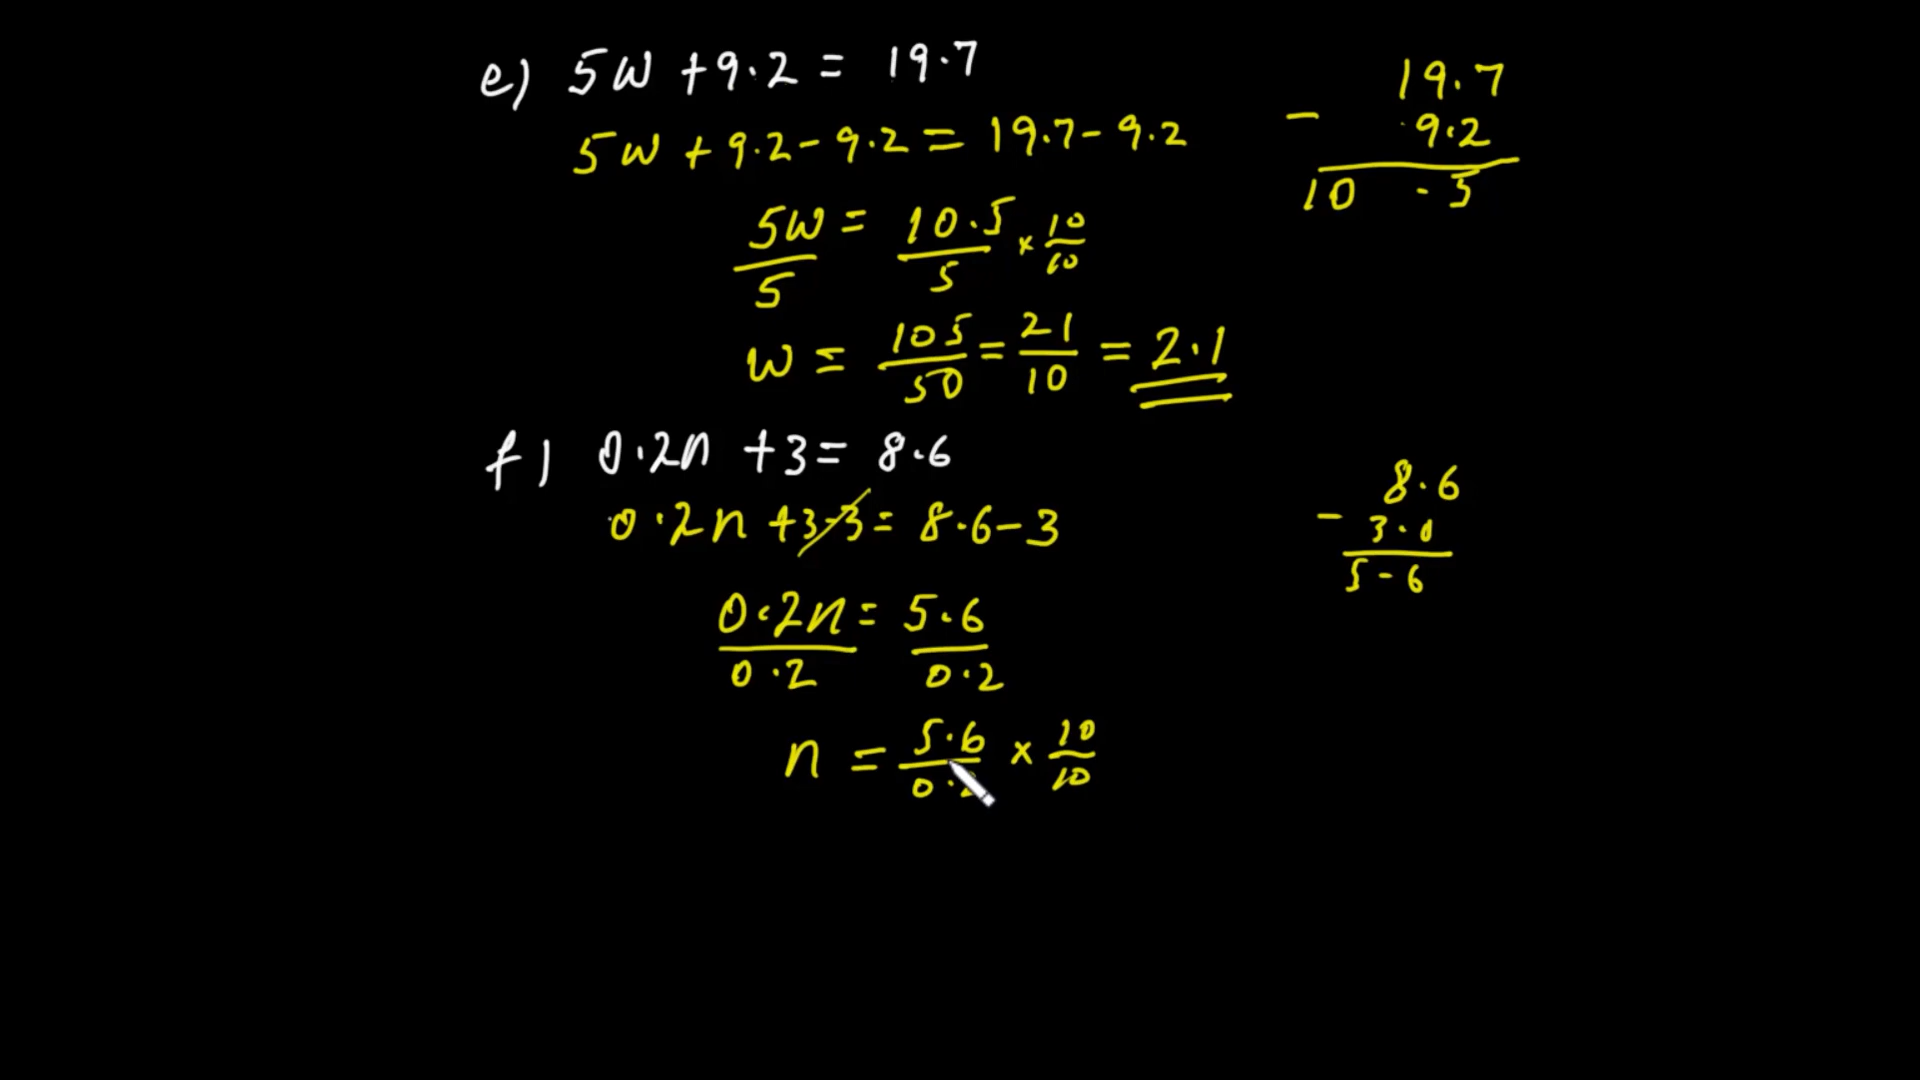 e) 5w + 9.2 = 19.7
5w + 9.2 - 9.2 = 19.7 - 9.2
5w/5 = 10.5/5 × 10/10
w = 105/50 = 21/10 = 2.1
19.7
- 9.2
10.5
f) 0.2n + 3 = 8.6
0.2n + 3 - 3 = 8.6 - 3
0.2n/0.2 = 5.6/0.2
n = 5.6/0.2 × 10/10
8.6
- 3.0
5-6